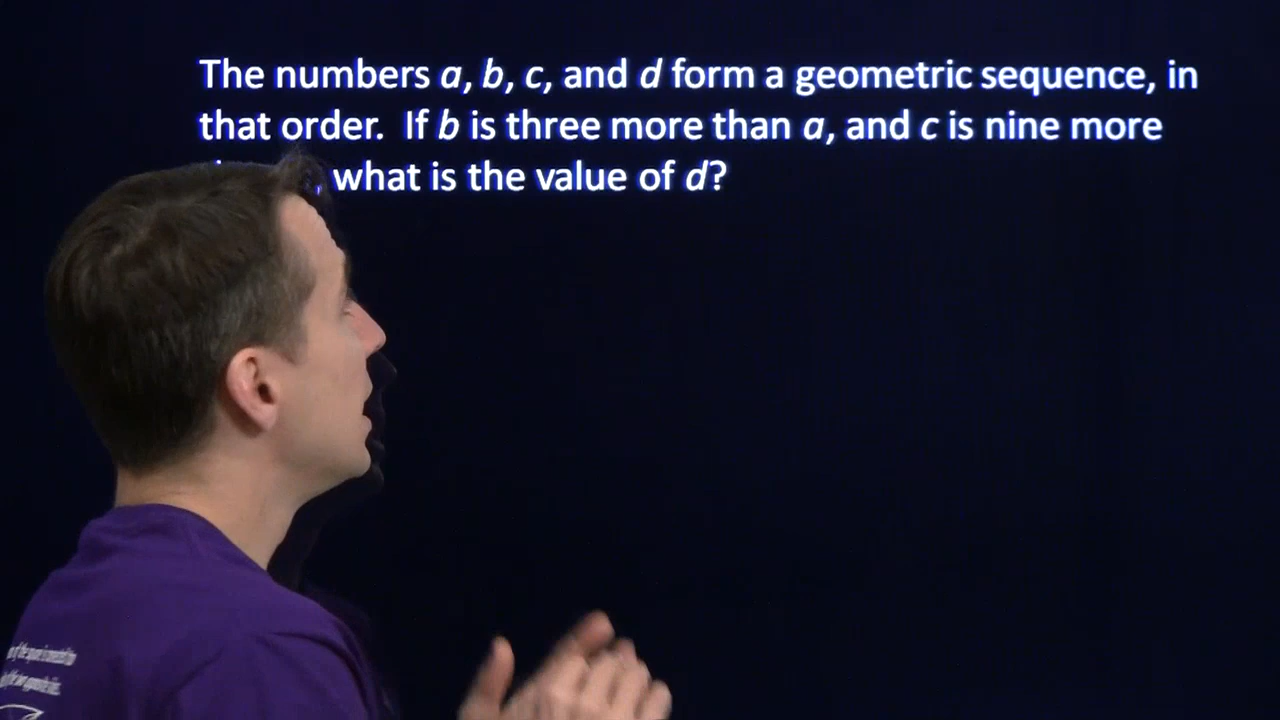 The numbers a, b, c, and d form a geometric sequence, in
that order. If b is three more than a, and c is nine more
, what is the value of d?